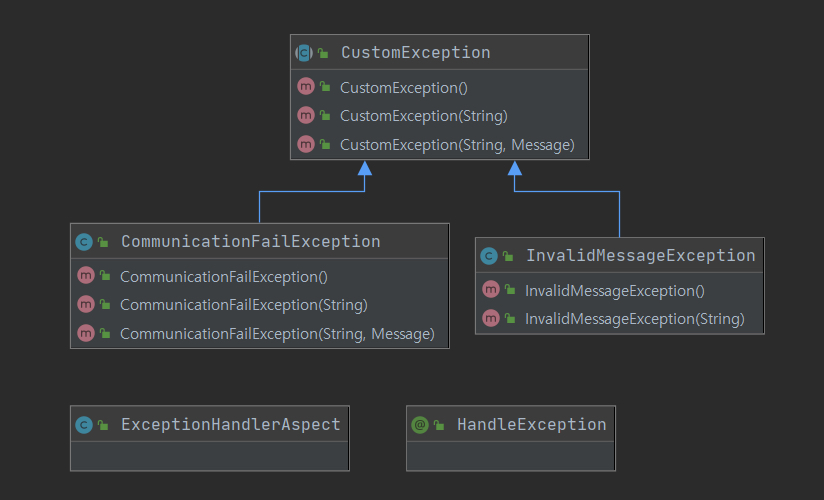 CustomException
CustomException()
CustomException(String)
CustomException(String, Message)
CommunicationFailException
CommunicationFailException()
CommunicationFailException(String)
CommunicationFailException(String, Message)
InvalidMessageException
InvalidMessageException()
InvalidMessageException(String)
ExceptionHandlerAspect
HandleException